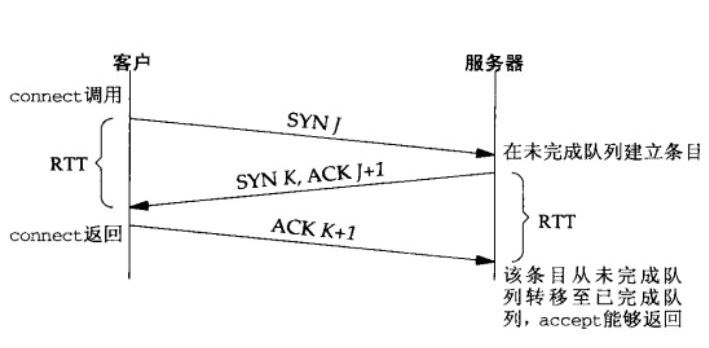 客户
服务器
connect调用
SYN J
在未完成队列建立条目
RTT
SYN K, ACK J+1
RTT
connect返回
ACK K+1
该条目从未完成队
列转移至已完成队
列，accept能够返回